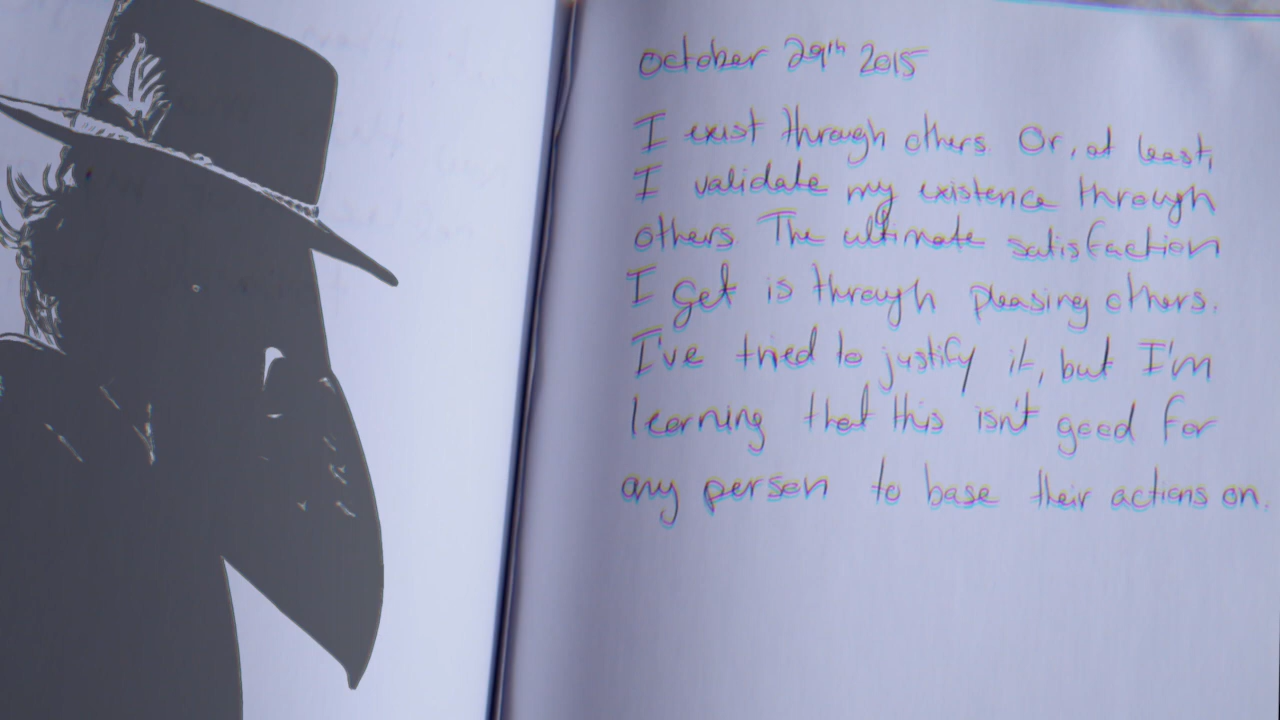 October 29th 2015
I exist through others. Or, at least,
I validate my existence through
others. The ultimate satisfaction
I get is through pleasing others.
I've tried to justify it, but I'm
learning that this isn't good for
any person to base their actions on.